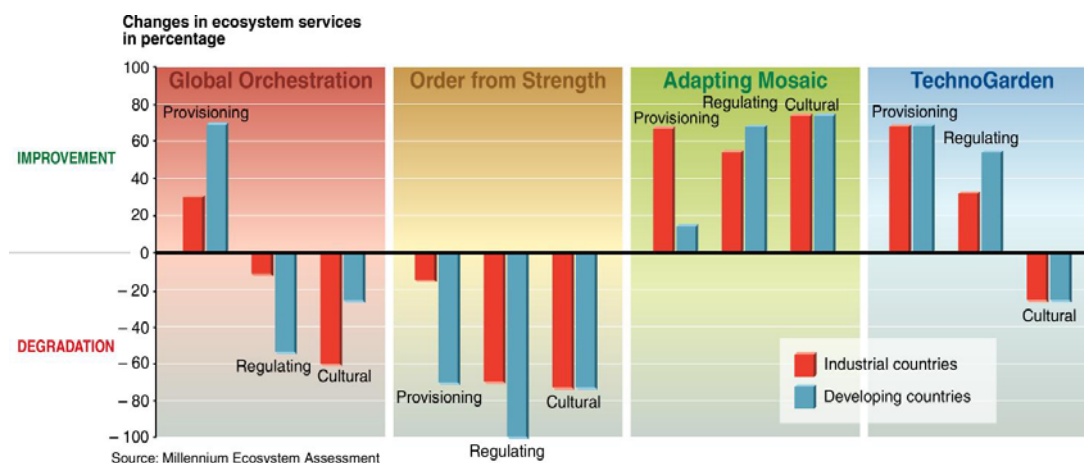 Changes in ecosystem services
in percentage
Global Orchestration
Order from Strength
Adapting Mosaic
TechnoGarden
100
80
60
40
20
0
– 20
– 40
– 60
– 80
– 100
IMPROVEMENT
DEGRADATION
Provisioning
Regulating
Cultural
Provisioning
Regulating
Cultural
Provisioning
Regulating
Cultural
Provisioning
Regulating
Cultural
Industrial countries
Developing countries
Source: Millennium Ecosystem Assessment